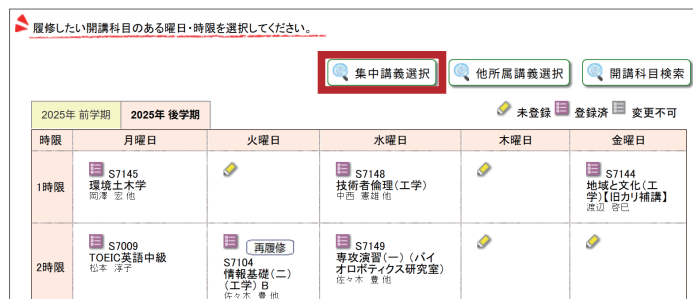 履修したい開講科目のある曜日・時限を選択してください。
集中講義選択 他所属講義選択 開講科目検索
2025年 前学期 2025年 後学期 未登録 登録済 変更不可
時限 月曜日 火曜日 水曜日 木曜日 金曜日
1時限
S7145
環境土木学
岡澤 宏 他
S7148
技術者倫理(工学)
中西 憲雄 他
S7144
地域と文化(工
学)【旧カリ補講】
渡辺 啓巳
2時限
S7009
TOEIC英語中級
松本 淳子
再履修
S7104
情報基礎(二)
(工学) B
佐々木 豊 他
S7149
専攻演習(一) (バイ
オロボティクス研究室)
佐々木 豊 他